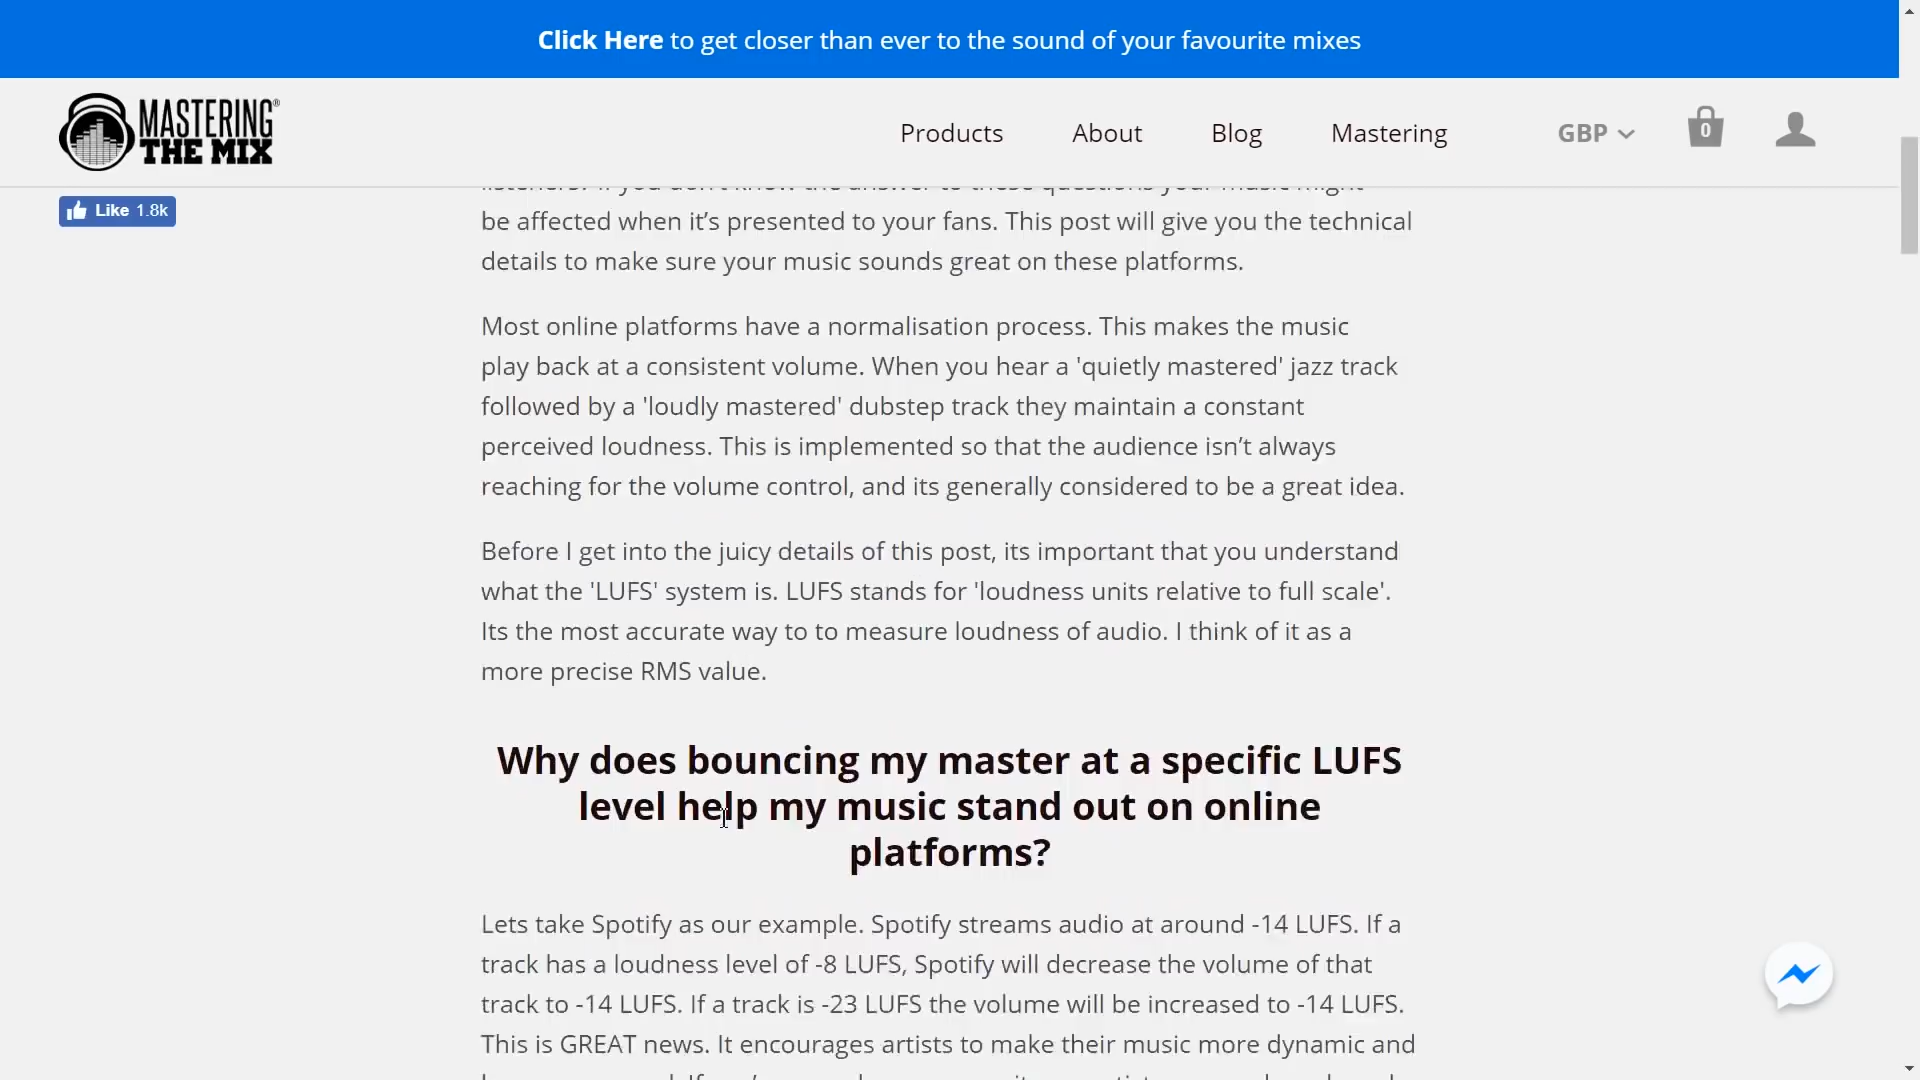 Click Here to get closer than ever to the sound of your favourite mixes
MASTERING®
THE MIX
Products
About
Blog
Mastering
GBP
0
Like 1.8k
be affected when it’s presented to your fans. This post will give you the technical
details to make sure your music sounds great on these platforms.
Most online platforms have a normalisation process. This makes the music
play back at a consistent volume. When you hear a 'quietly mastered' jazz track
followed by a 'loudly mastered' dubstep track they maintain a constant
perceived loudness. This is implemented so that the audience isn’t always
reaching for the volume control, and its generally considered to be a great idea.
Before I get into the juicy details of this post, its important that you understand
what the 'LUFS' system is. LUFS stands for 'loudness units relative to full scale'.
Its the most accurate way to to measure loudness of audio. I think of it as a
more precise RMS value.
Why does bouncing my master at a specific LUFS
level help my music stand out on online
platforms?
Lets take Spotify as our example. Spotify streams audio at around -14 LUFS. If a
track has a loudness level of -8 LUFS, Spotify will decrease the volume of that
track to -14 LUFS. If a track is -23 LUFS the volume will be increased to -14 LUFS.
This is GREAT news. It encourages artists to make their music more dynamic and